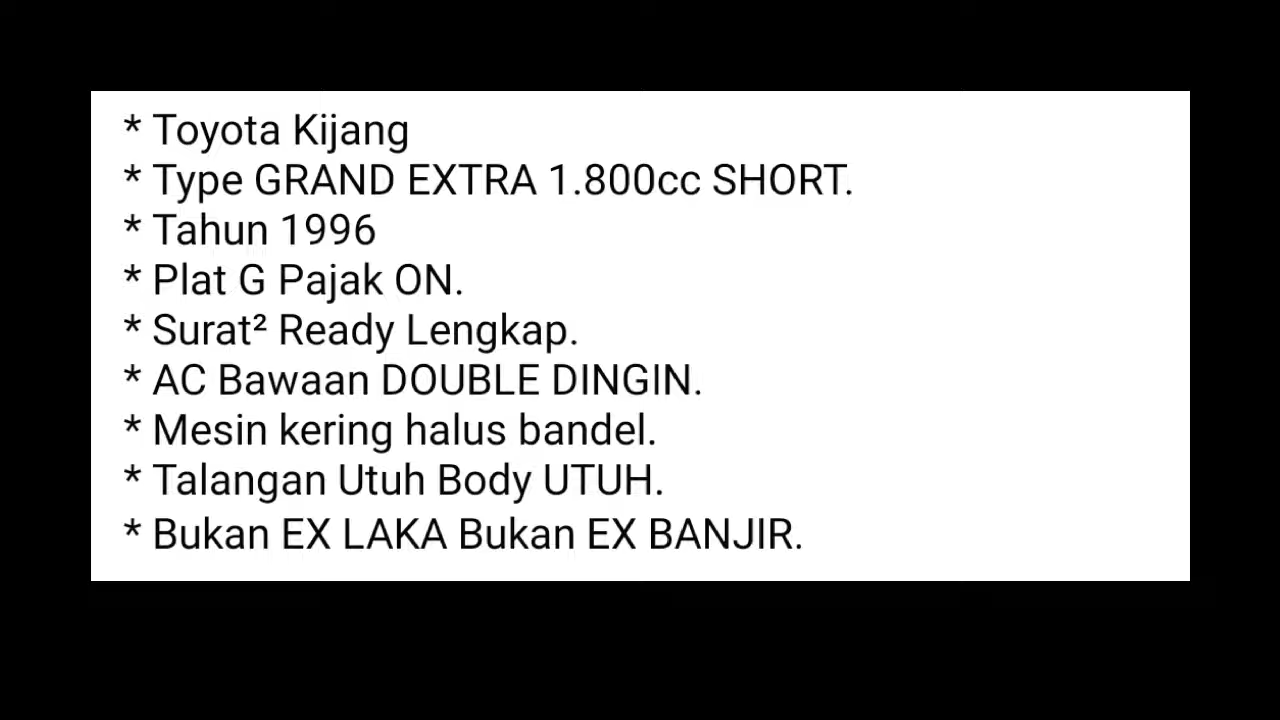 * Toyota Kijang
* Type GRAND EXTRA 1.800cc SHORT.
* Tahun 1996
* Plat G Pajak ON.
* Surat² Ready Lengkap.
* AC Bawaan DOUBLE DINGIN.
* Mesin kering halus bandel.
* Talangan Utuh Body UTUH.
* Bukan EX LAKA Bukan EX BANJIR.